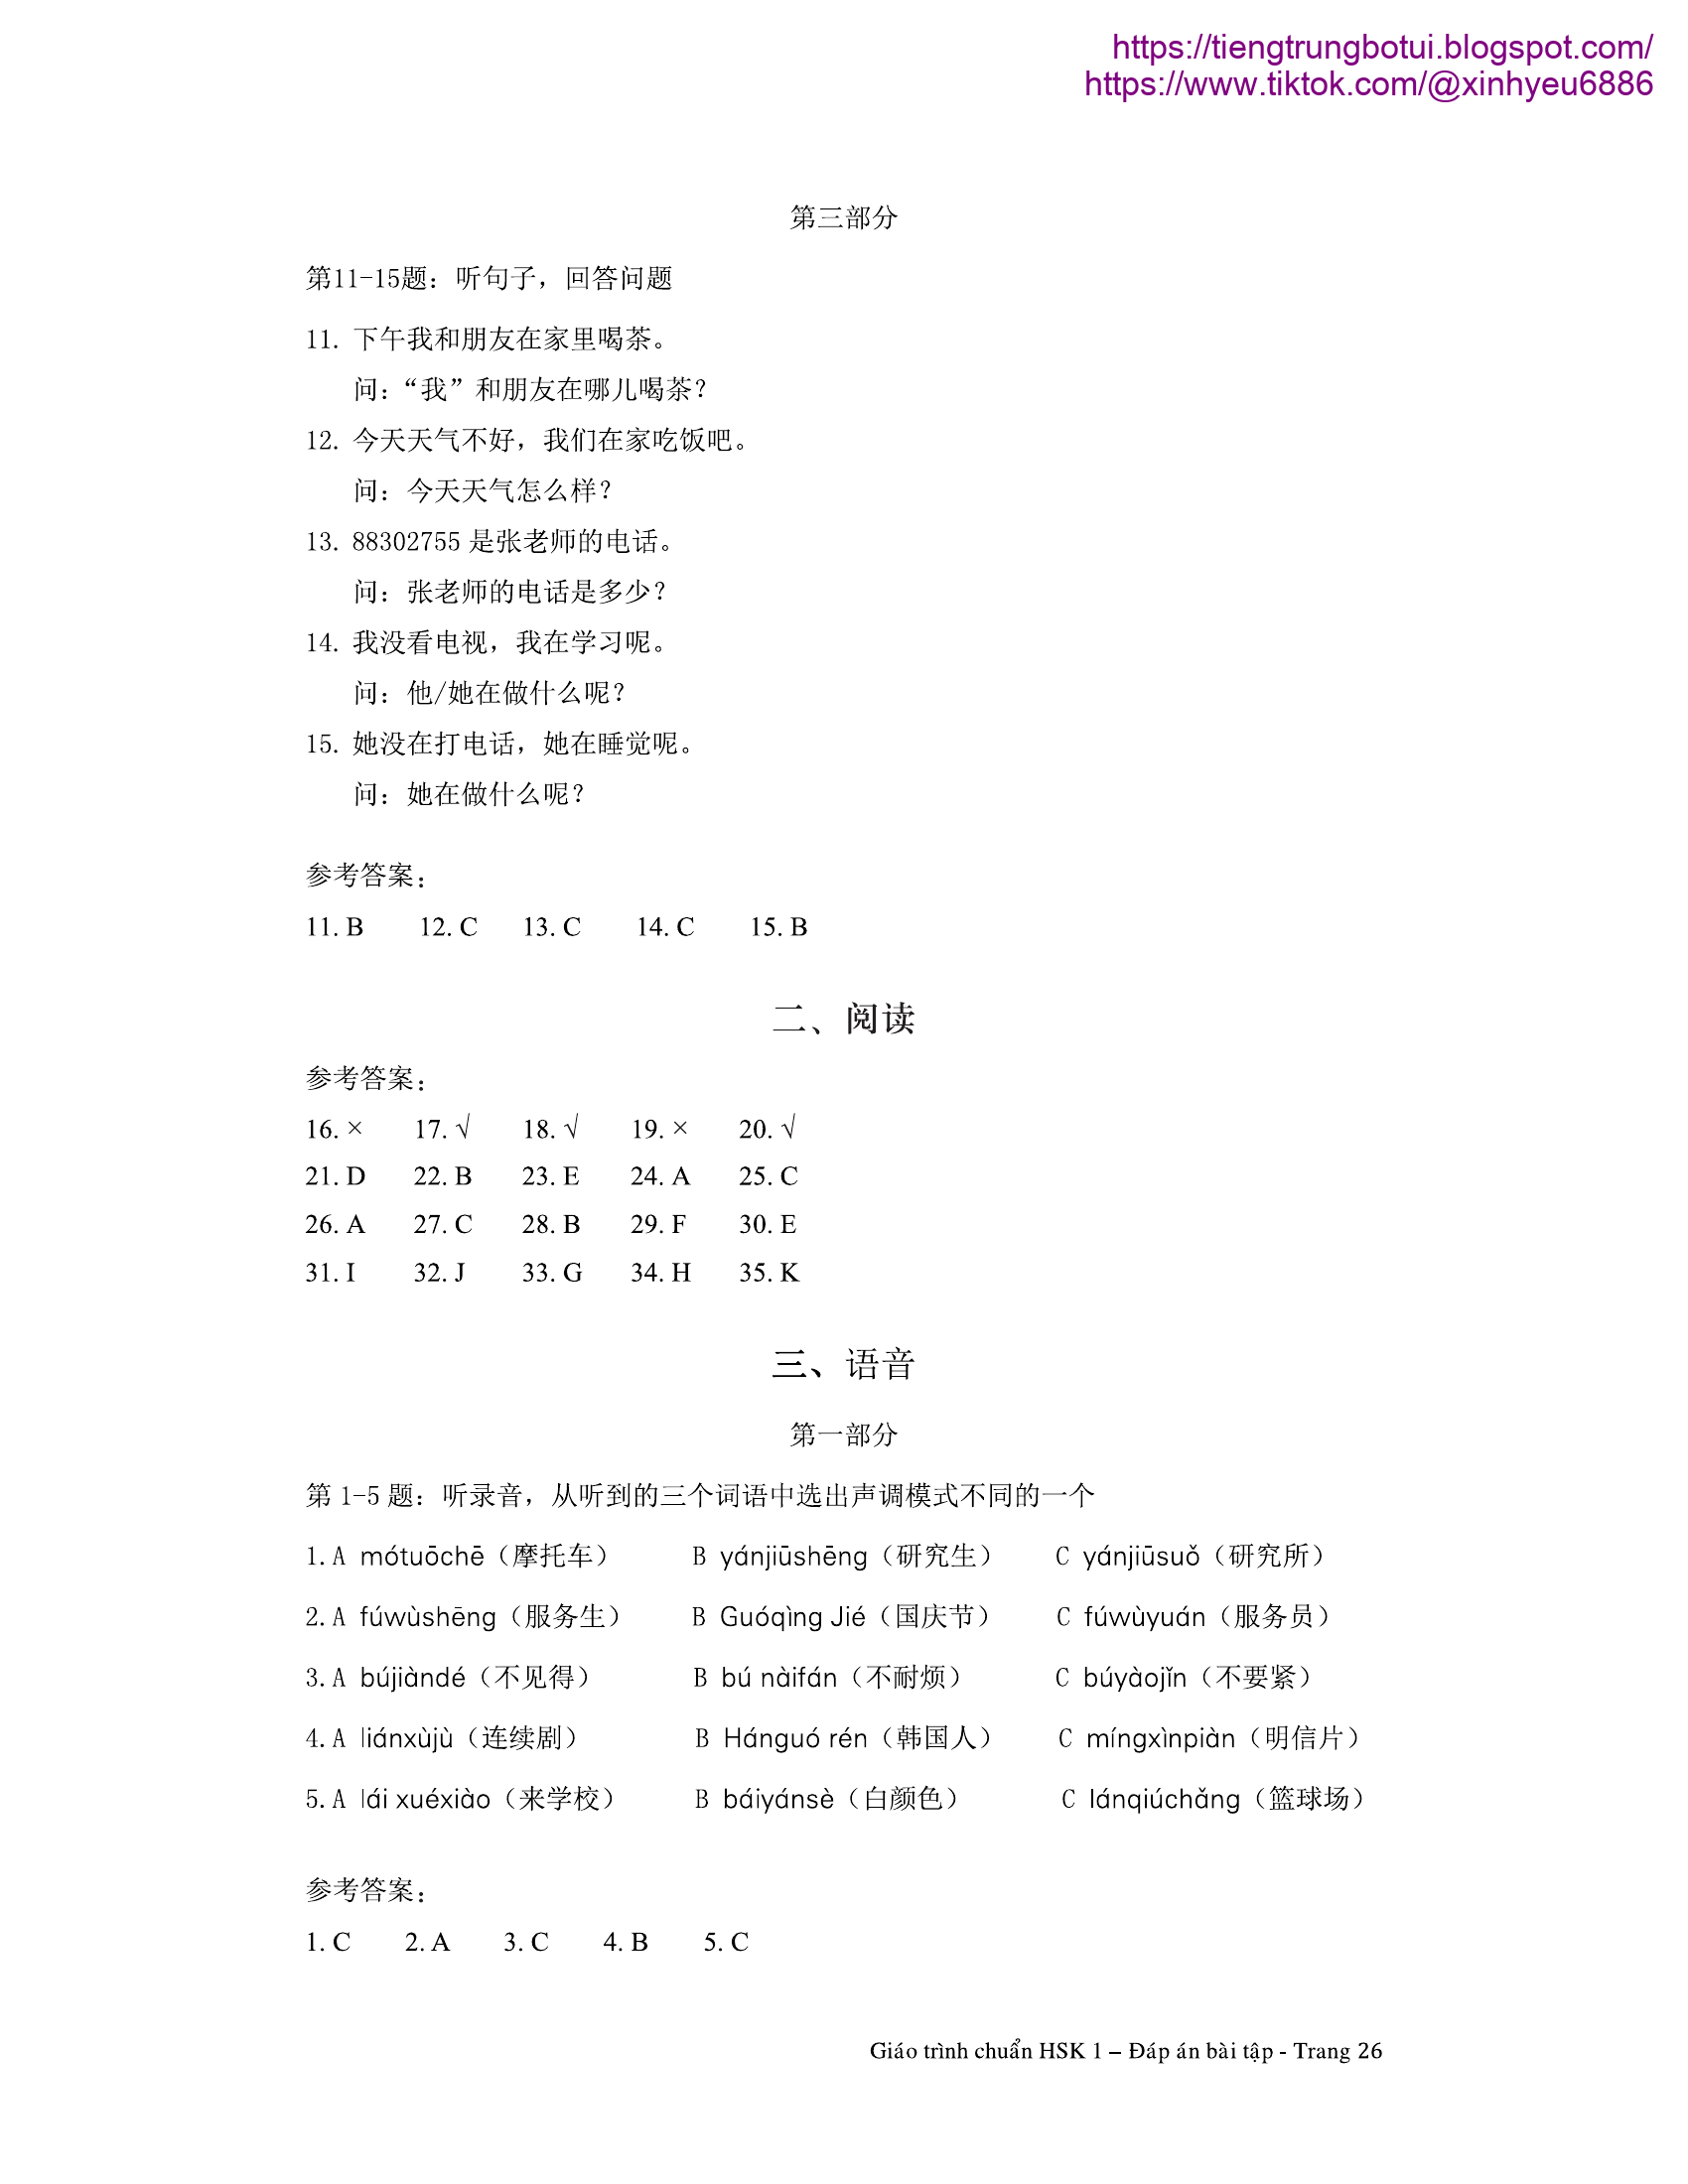 https://tiengtrungbotui.blogspot.com/
https://www.tiktok.com/@xinhyeu6886
第三部分
第11-15题：听句子，回答问题
11. 下午我和朋友在家里喝茶。
问：“我”和朋友在哪儿喝茶？
12. 今天天气不好，我们在家吃饭吧。
问：今天天气怎么样？
13. 88302755 是张老师的电话。
问：张老师的电话是多少？
14. 我没看电视，我在学习呢。
问：他/她在做什么呢？
15. 她没在打电话，她在睡觉呢。
问：她在做什么呢？
参考答案：
11. B 12. C 13. C 14. C 15. B
二、阅读
参考答案：
16. × 17. √ 18. √ 19. × 20. √
21. D 22. B 23. E 24. A 25. C
26. A 27. C 28. B 29. F 30. E
31. I 32. J 33. G 34. H 35. K
三、语音
第一部分
第 1-5 题：听录音，从听到的三个词语中选出声调模式不同的一个
1. A mótuōchē（摩托车） B yánjiūshēng（研究生） C yánjiūsuǒ（研究所）
2. A fúwùshēng（服务生） B Guóqìng Jié（国庆节） C fúwùyuán（服务员）
3. A bújiàndé（不见得） B bú nàifán（不耐烦） C búyàojǐn（不要紧）
4. A liánxùjù（连续剧） B Hánguó rén（韩国人） C míngxìnpiàn（明信片）
5. A lái xuéxiào（来学校） B báiyánsè（白颜色） C lánqiúchǎng（篮球场）
参考答案：
1. C 2. A 3. C 4. B 5. C
Giáo trình chuẩn HSK 1 – Đáp án bài tập - Trang 26